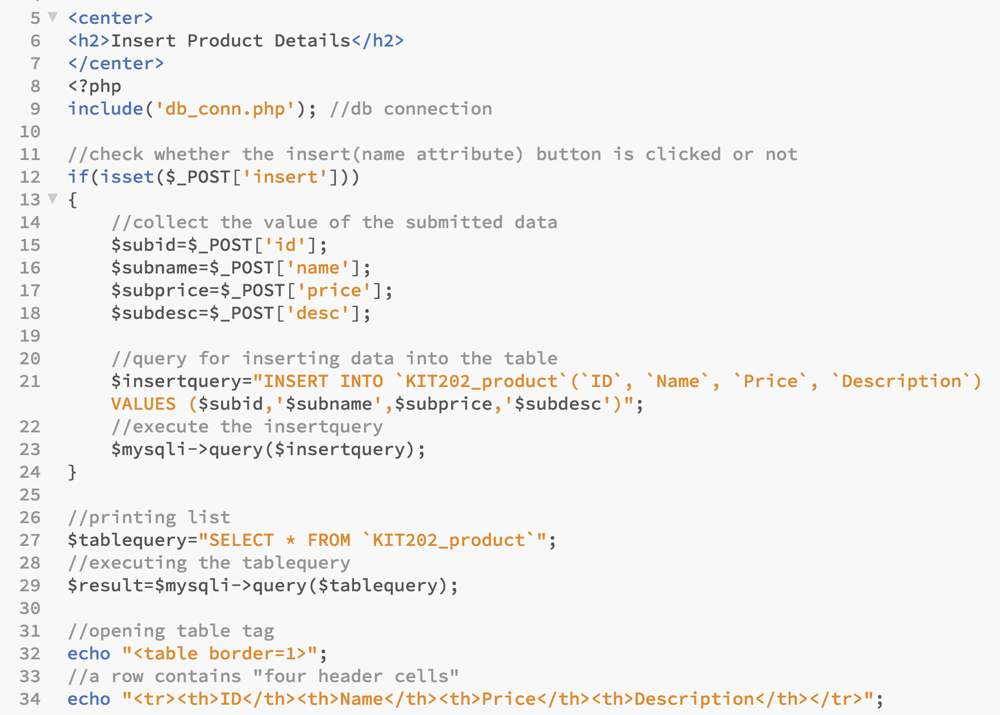 5 <center>
6 <h2>Insert Product Details</h2>
7 </center>
8 <?php
9 include('db_conn.php'); //db connection
10
11 //check whether the insert(name attribute) button is clicked or not
12 if(isset($_POST['insert']))
13 {
14     //collect the value of the submitted data
15     $subid=$_POST['id'];
16     $subname=$_POST['name'];
17     $subprice=$_POST['price'];
18     $subdesc=$_POST['desc'];
19
20     //query for inserting data into the table
21     $insertquery="INSERT INTO `KIT202_product`(`ID`, `Name`, `Price`, `Description`)
    VALUES ($subid,'$subname',$subprice,'$subdesc')";
22     //execute the insertquery
23     $mysqli->query($insertquery);
24 }
25
26 //printing list
27 $tablequery="SELECT * FROM `KIT202_product`";
28 //executing the tablequery
29 $result=$mysqli->query($tablequery);
30
31 //opening table tag
32 echo "<table border=1>";
33 //a row contains "four header cells"
34 echo "<tr><th>ID</th><th>Name</th><th>Price</th><th>Description</th></tr>";